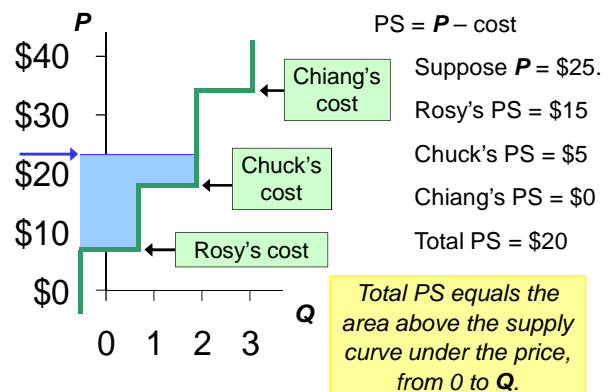 P
$40
$30
$20
$10
$0
0 1 2 3
Q
Chiang's
cost
Chuck's
cost
Rosy's cost
PS = P – cost
Suppose P = $25.
Rosy's PS = $15
Chuck's PS = $5
Chiang's PS = $0
Total PS = $20
Total PS equals the
area above the supply
curve under the price,
from 0 to Q.